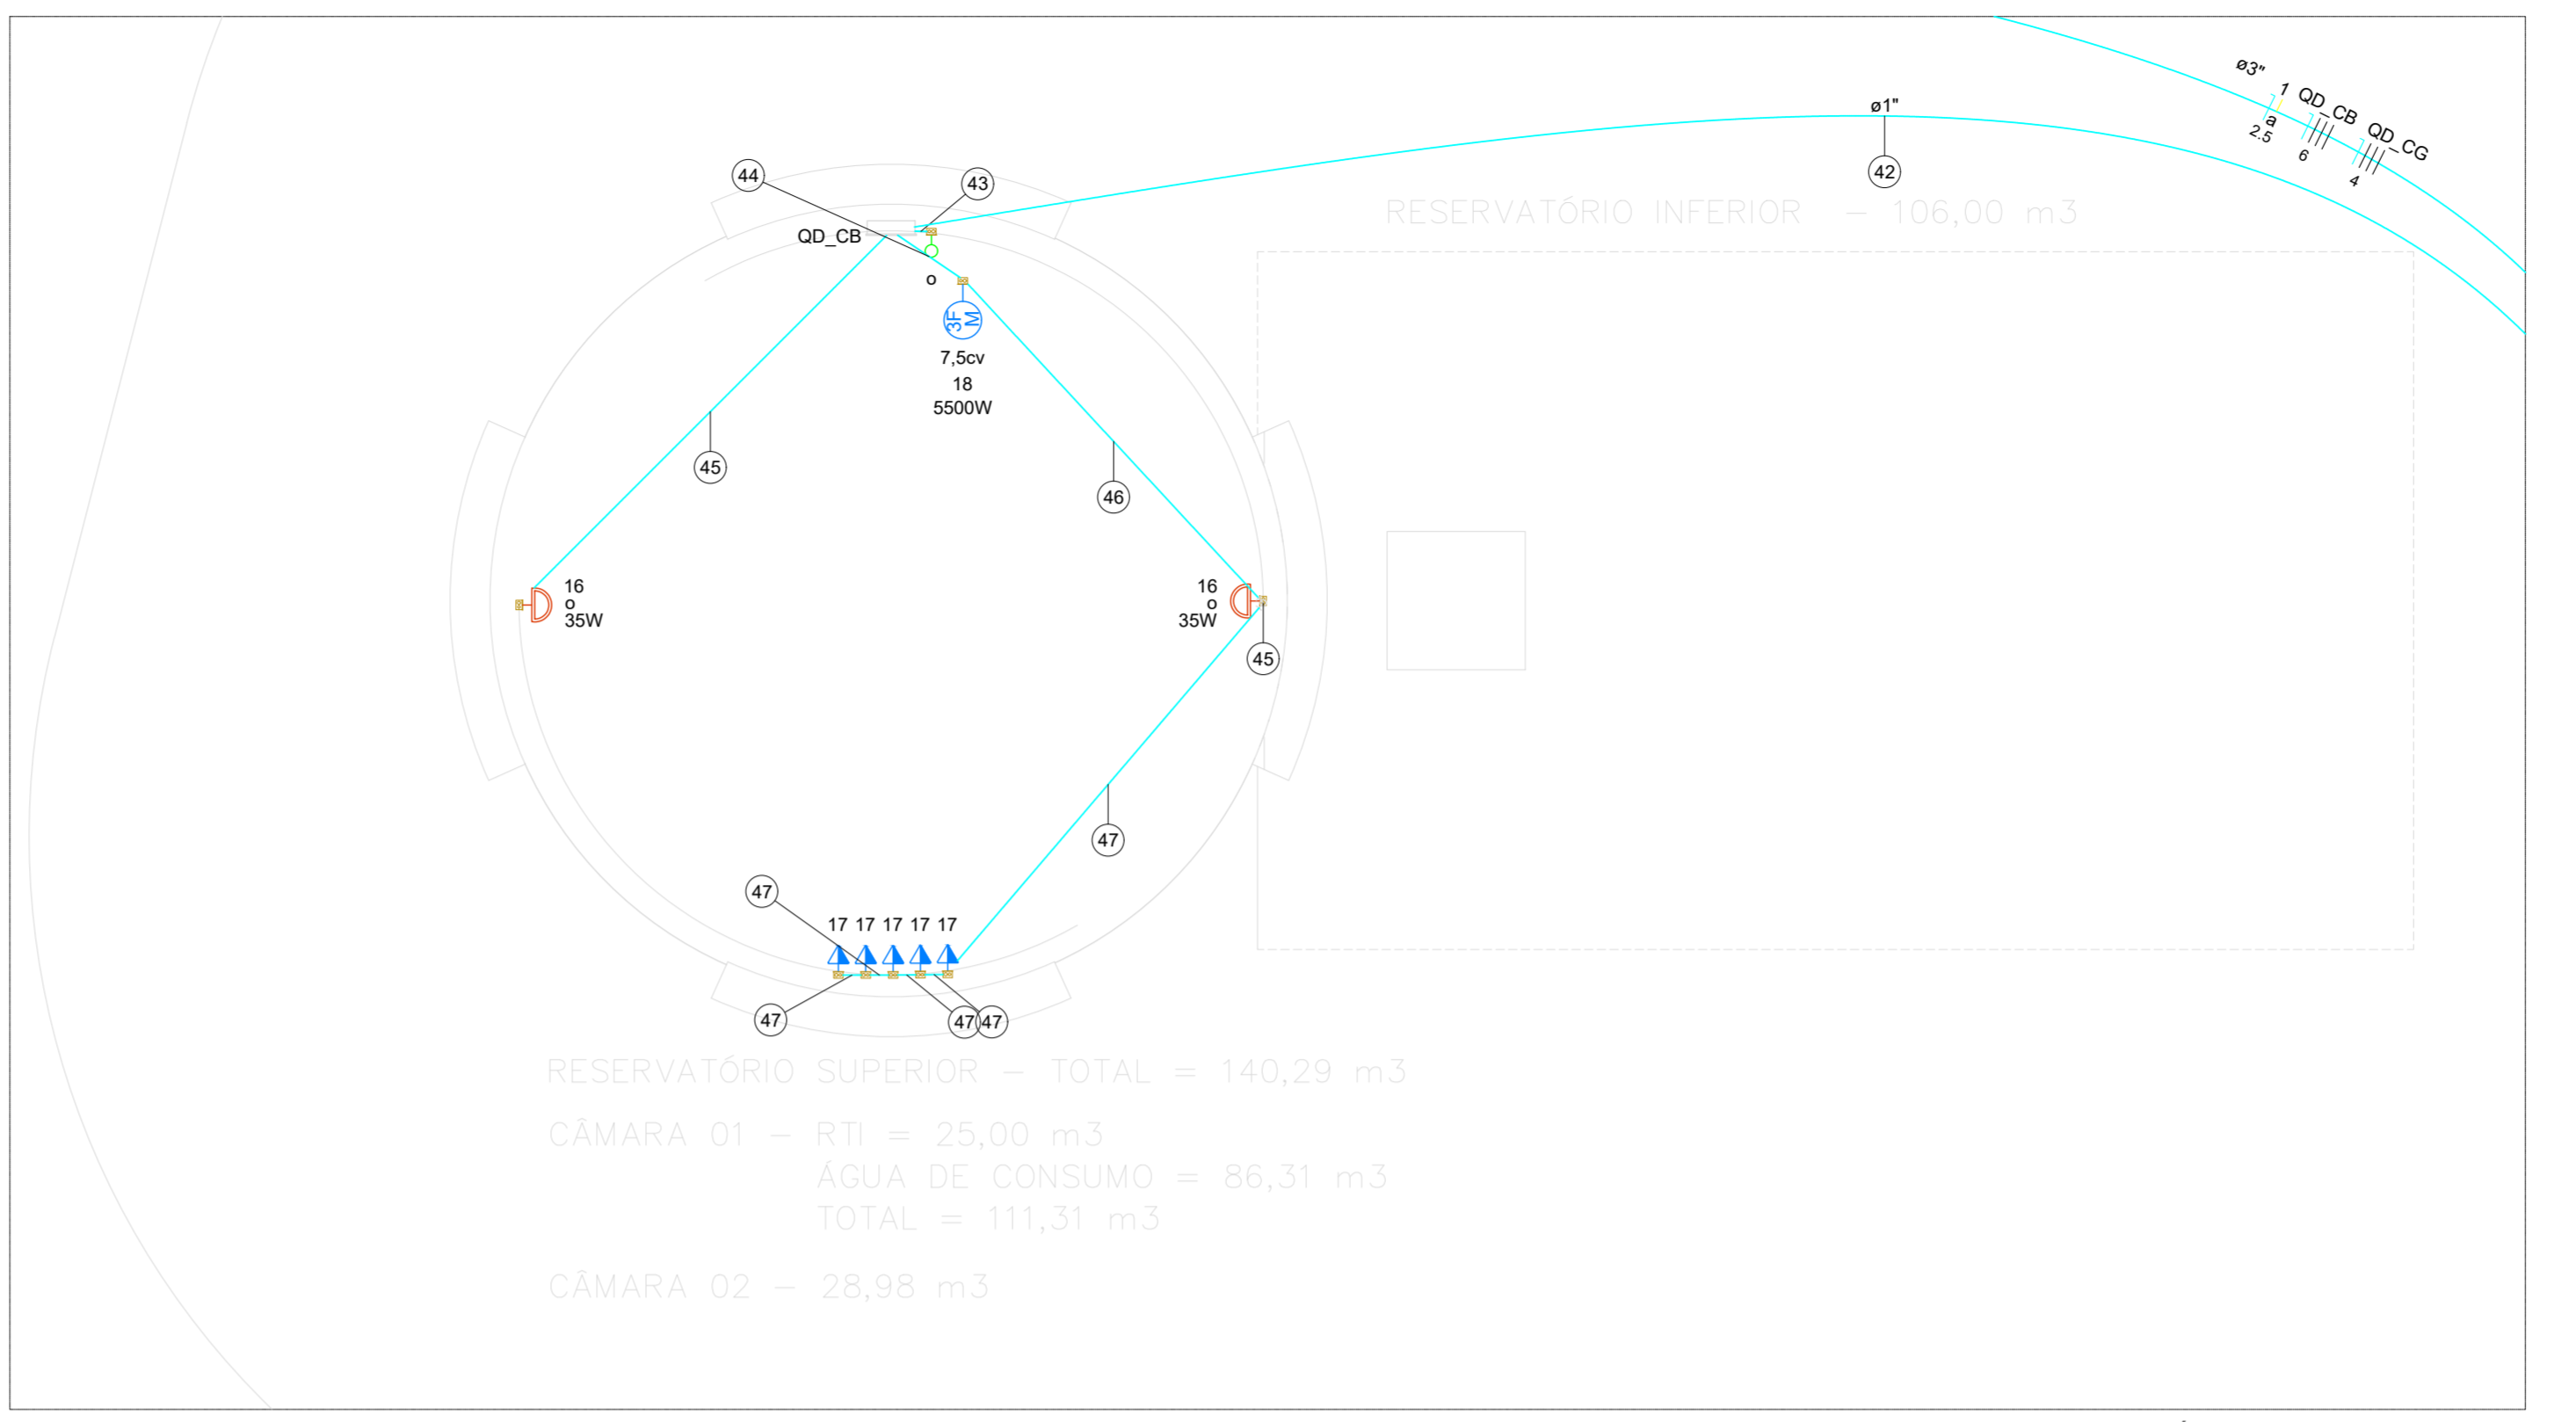 ø3"
1 QD_CB QD_CG
a
2.5
6
4
ø1"
42
44
43
RESERVATÓRIO INFERIOR – 106,00 m3
QD_CB
o
3F
M
7,5cv
18
5500W
45
46
16
o
35W
16
o
35W
45
47
47
17 17 17 17 17
47
47
47
RESERVATÓRIO SUPERIOR – TOTAL = 140,29 m3
CÂMARA 01 – RTI = 25,00 m3
ÁGUA DE CONSUMO = 86,31 m3
TOTAL = 111,31 m3
CÂMARA 02 – 28,98 m3